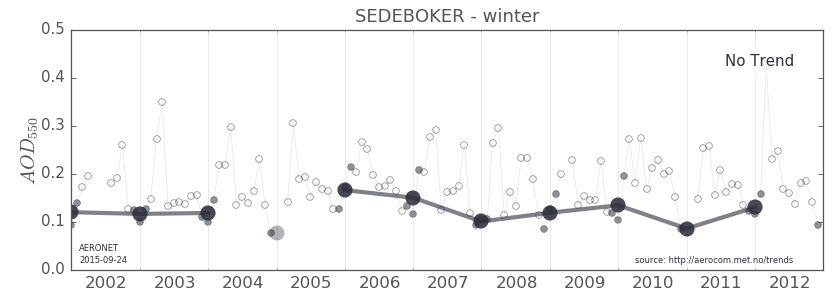 SEDEBOKER - winter
0.5
0.4
0.3
0.2
0.1
0.0
AOD550
No Trend
AERONET
2015-09-24
source: http://aerocom.met.no/trends
2002 2003 2004 2005 2006 2007 2008 2009 2010 2011 2012